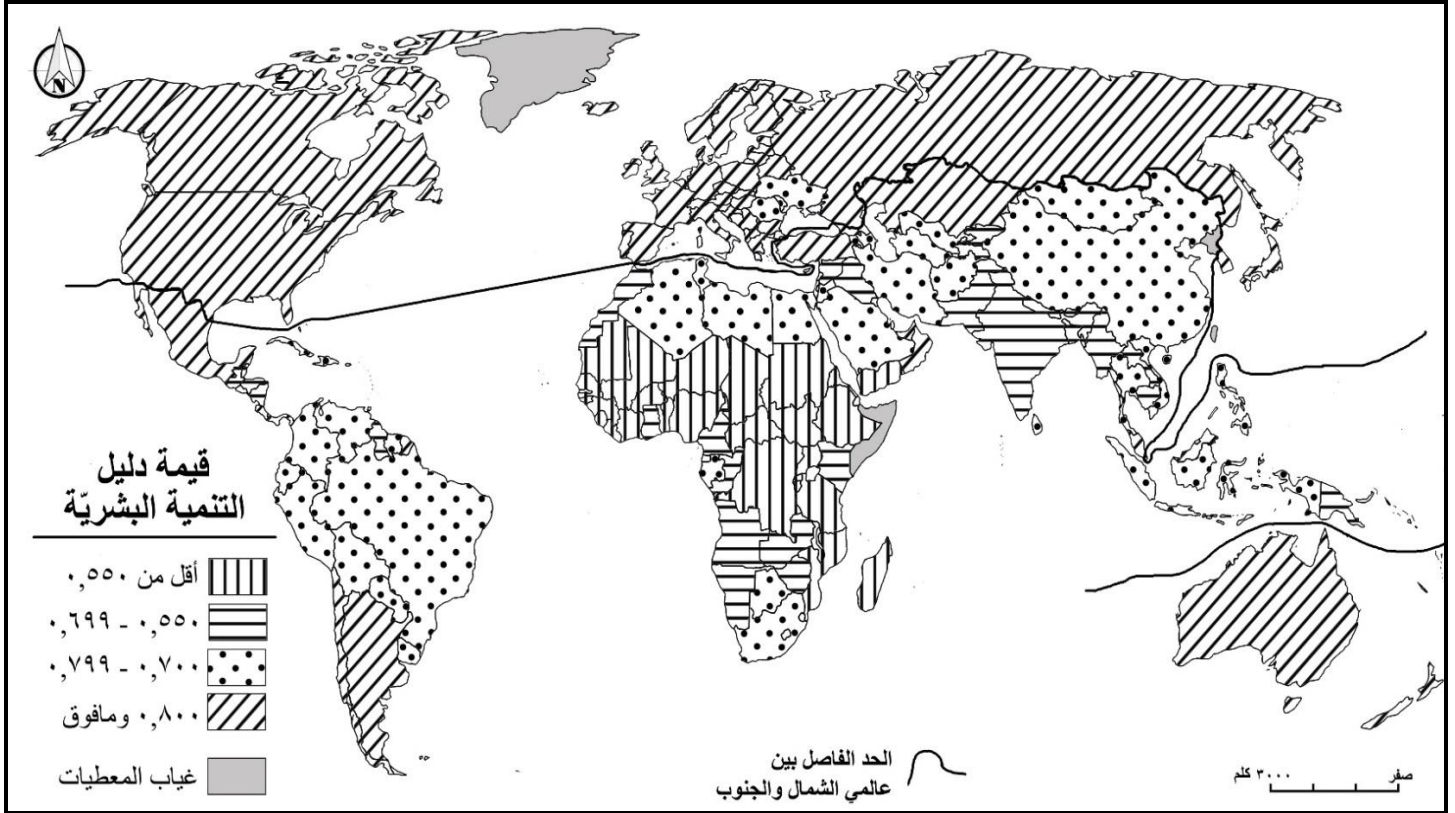 N
قيمة دليل
التنمية البشريّة
أقل من ٠,٥٥٠
٠,٥٥٠ - ٠,٦٩٩
٠,٧٠٠ - ٠,٧٩٩
٠,٨٠٠ ومافوق
غياب المعطيات
الحد الفاصل بين
عالمي الشمال والجنوب
صفر ٣٠٠٠ كلم